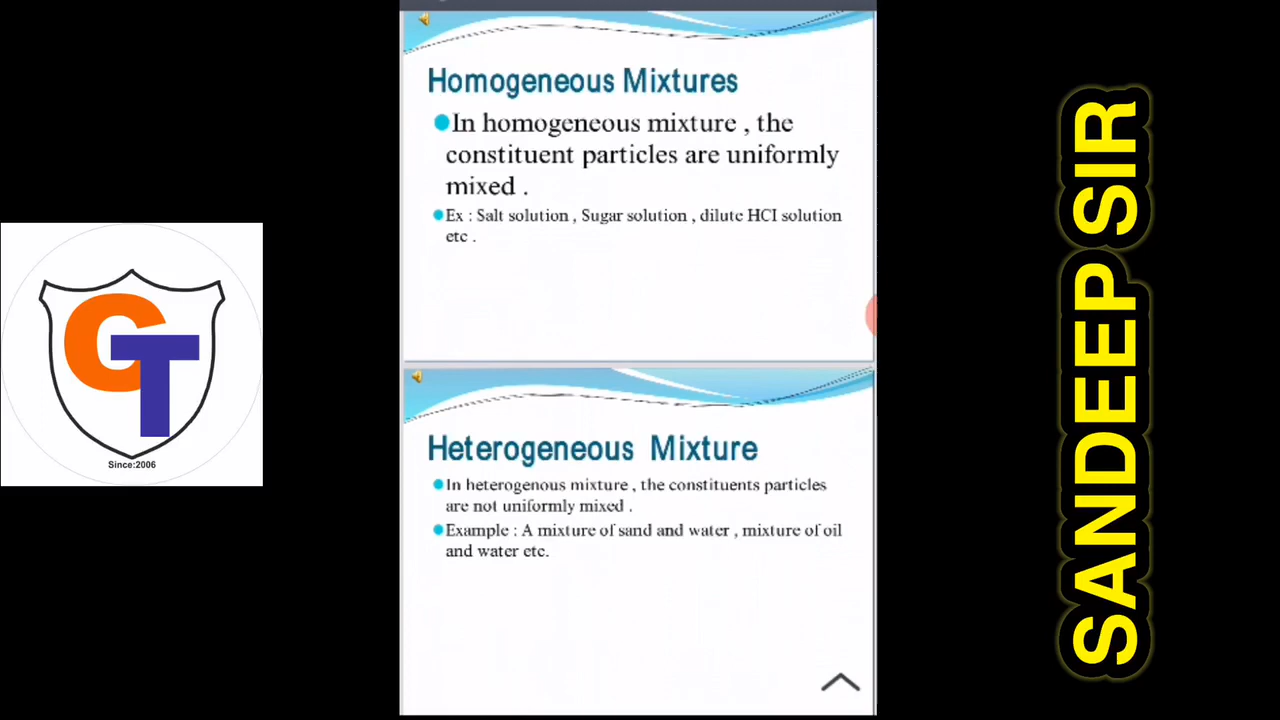 Homogeneous Mixtures
In homogeneous mixture , the
constituent particles are uniformly
mixed .
Ex : Salt solution , Sugar solution , dilute HCI solution
etc .
Heterogeneous Mixture
In heterogenous mixture , the constituents particles
are not uniformly mixed .
Example : A mixture of sand and water , mixture of oil
and water etc.
GT
Since:2006
SANDEEP SIR